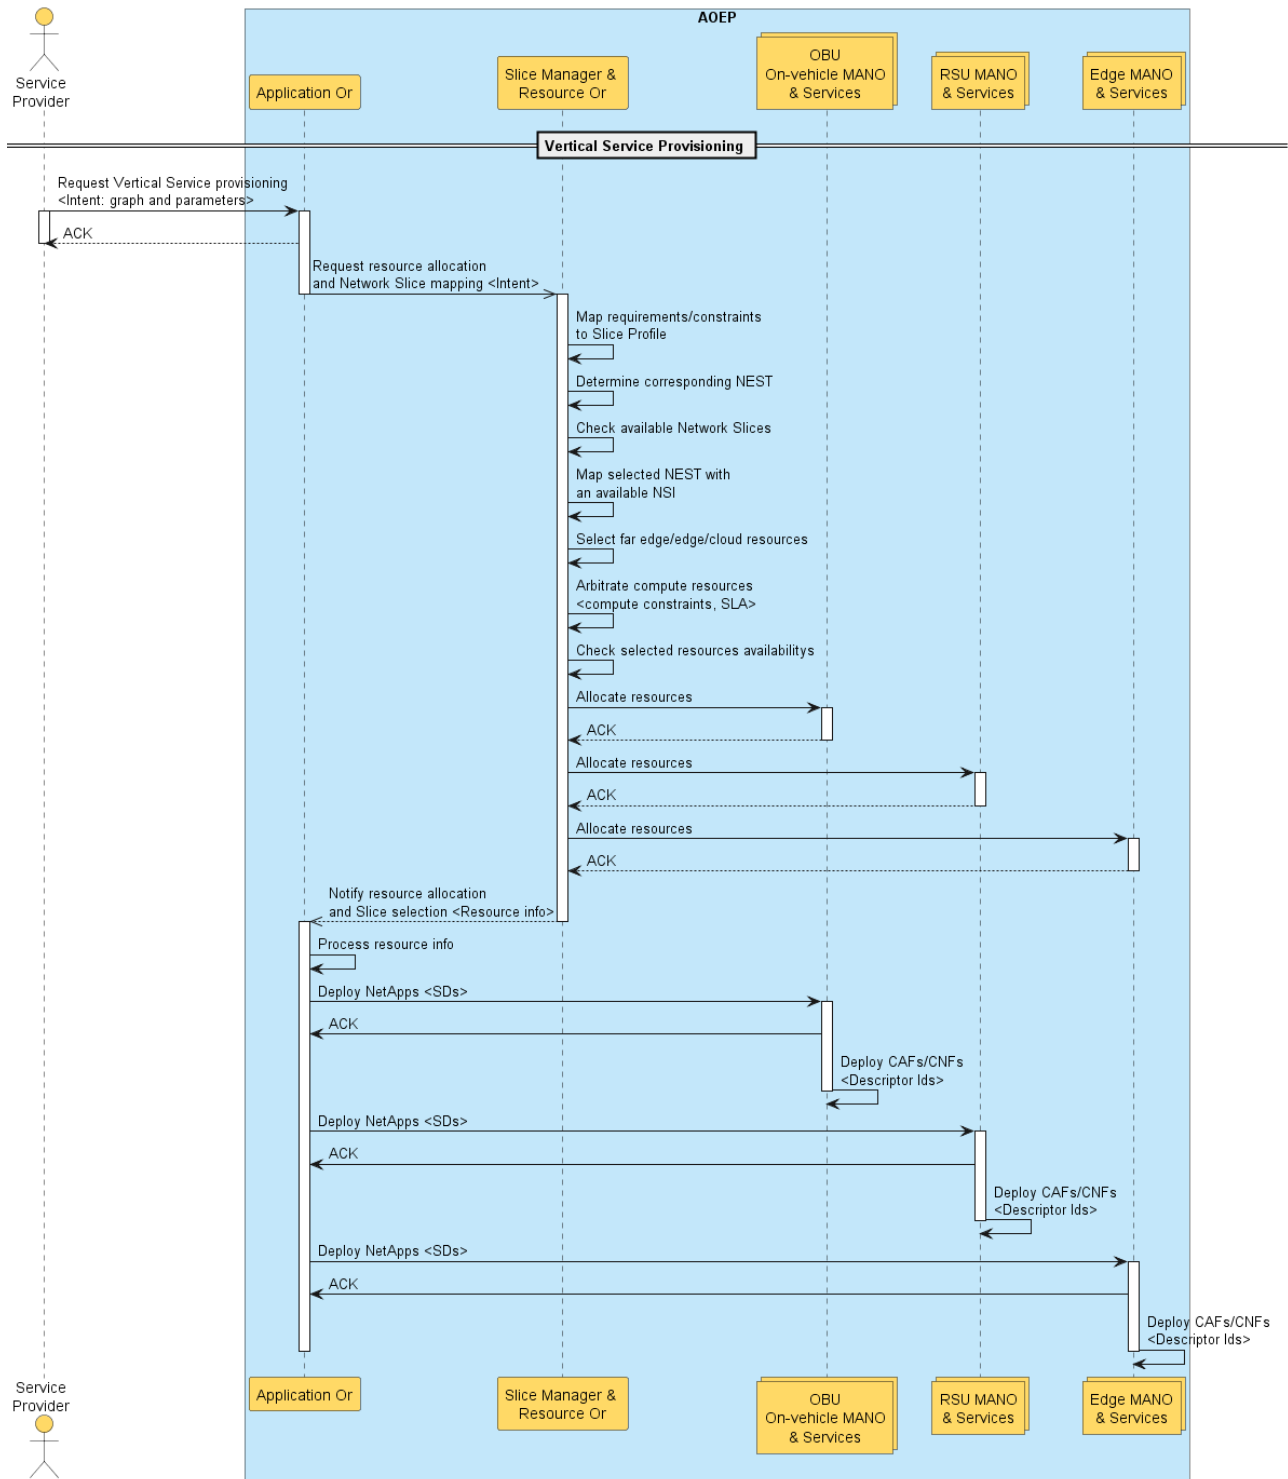 AOEP
Service
Provider
Application Or
Slice Manager &
Resource Or
OBU
On-vehicle MANO
& Services
RSU MANO
& Services
Edge MANO
& Services
Vertical Service Provisioning
Request Vertical Service provisioning
<Intent: graph and parameters>
ACK
Request resource allocation
and Network Slice mapping <Intent>
Map requirements/constraints
to Slice Profile
Determine corresponding NEST
Check available Network Slices
Map selected NEST with
an available NSI
Select far edge/edge/cloud resources
Arbitrate compute resources
<compute constraints, SLA>
Check selected resources availabilitys
Allocate resources
ACK
Allocate resources
ACK
Allocate resources
ACK
Notify resource allocation
and Slice selection <Resource info>
Process resource info
Deploy NetApps <SDs>
ACK
Deploy CAFs/CNFs
<Descriptor Ids>
Deploy NetApps <SDs>
ACK
Deploy CAFs/CNFs
<Descriptor Ids>
Deploy NetApps <SDs>
ACK
Deploy CAFs/CNFs
<Descriptor Ids>
Service
Provider
Application Or
Slice Manager &
Resource Or
OBU
On-vehicle MANO
& Services
RSU MANO
& Services
Edge MANO
& Services